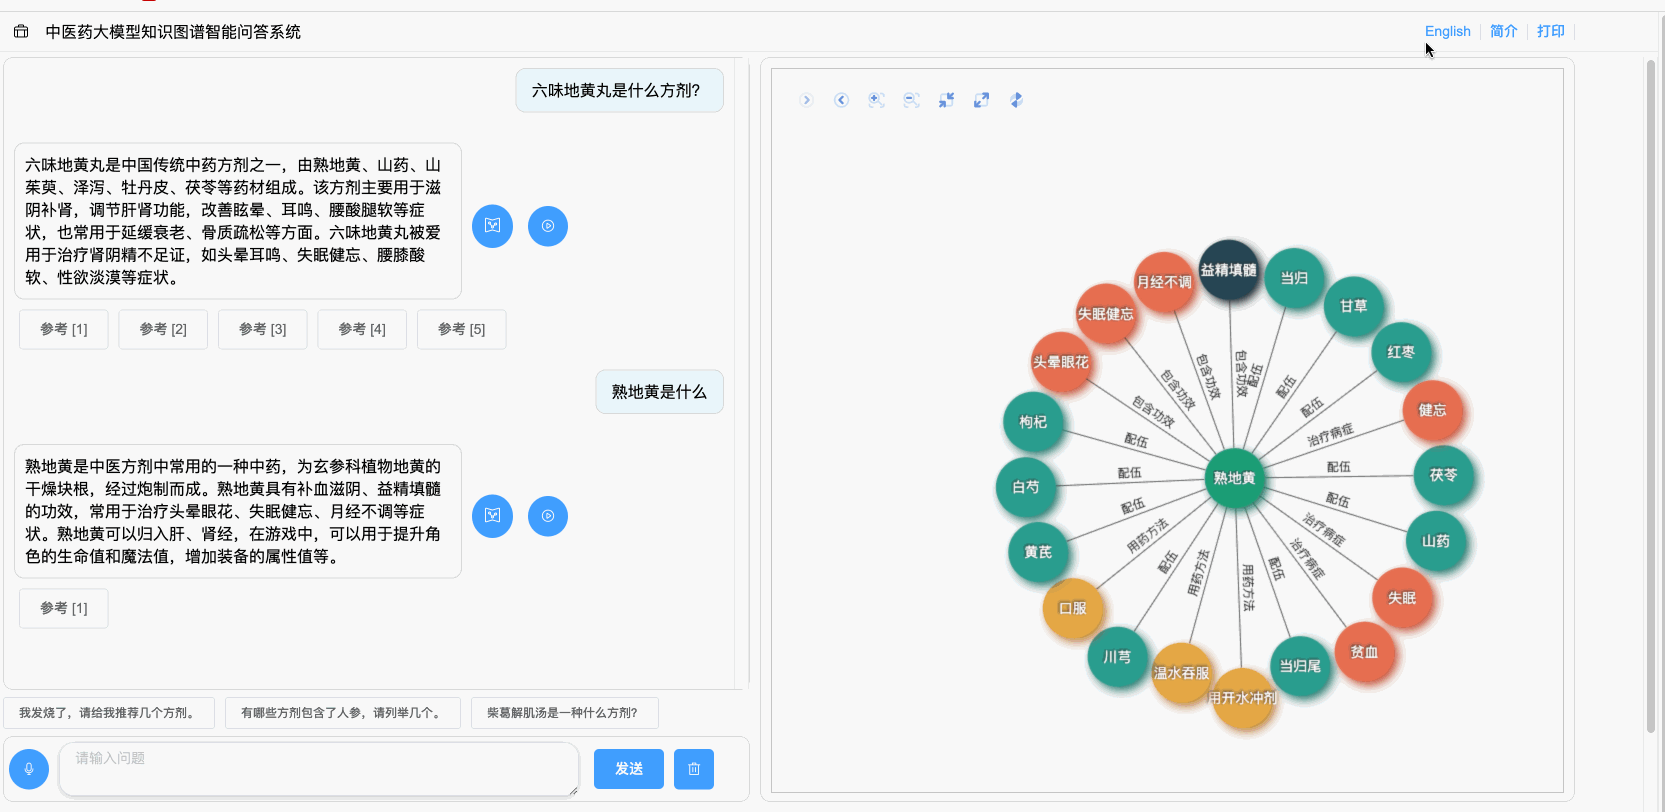 中医药大模型知识图谱智能问答系统
English
简介
打印
六味地黄丸是什么方剂?
六味地黄丸是中国传统中药方剂之一，由熟地黄、山药、山
茱萸、泽泻、牡丹皮、茯苓等药材组成。该方剂主要用于滋
阴补肾，调节肝肾功能，改善眩晕、耳鸣、腰酸腿软等症
状，也常用于延缓衰老、骨质疏松等方面。六味地黄丸被爱
用于治疗肾阴精不足证，如头晕耳鸣、失眠健忘、腰膝酸
软、性欲淡漠等症状。
参考 [1]
参考 [2]
参考 [3]
参考 [4]
参考 [5]
熟地黄是什么
熟地黄是中医方剂中常用的一种中药，为玄参科植物地黄的
干燥块根，经过炮制而成。熟地黄具有补血滋阴、益精填髓
的功效，常用于治疗头晕眼花、失眠健忘、月经不调等症
状。熟地黄可以归入肝、肾经，在游戏中，可以用于提升角
色的生命值和魔法值，增加装备的属性值等。
参考 [1]
我发烧了，请给我推荐几个方剂。
有哪些方剂包含了人参，请列举几个。
柴葛解肌汤是一种什么方剂?
请输入问题
发送
益精填髓
当归
甘草
红枣
健忘
茯苓
山药
失眠
贫血
当归尾
用开水冲剂
温水吞服
川芎
口服
黄芪
白芍
枸杞
头晕眼花
失眠健忘
月经不调
熟地黄
包含功效
配伍
配伍
配伍
治疗病症
配伍
配伍
治疗病症
治疗病症
配伍
用药方法
用药方法
配伍
用药方法
配伍
配伍
配伍
包含功效
包含功效
包含功效